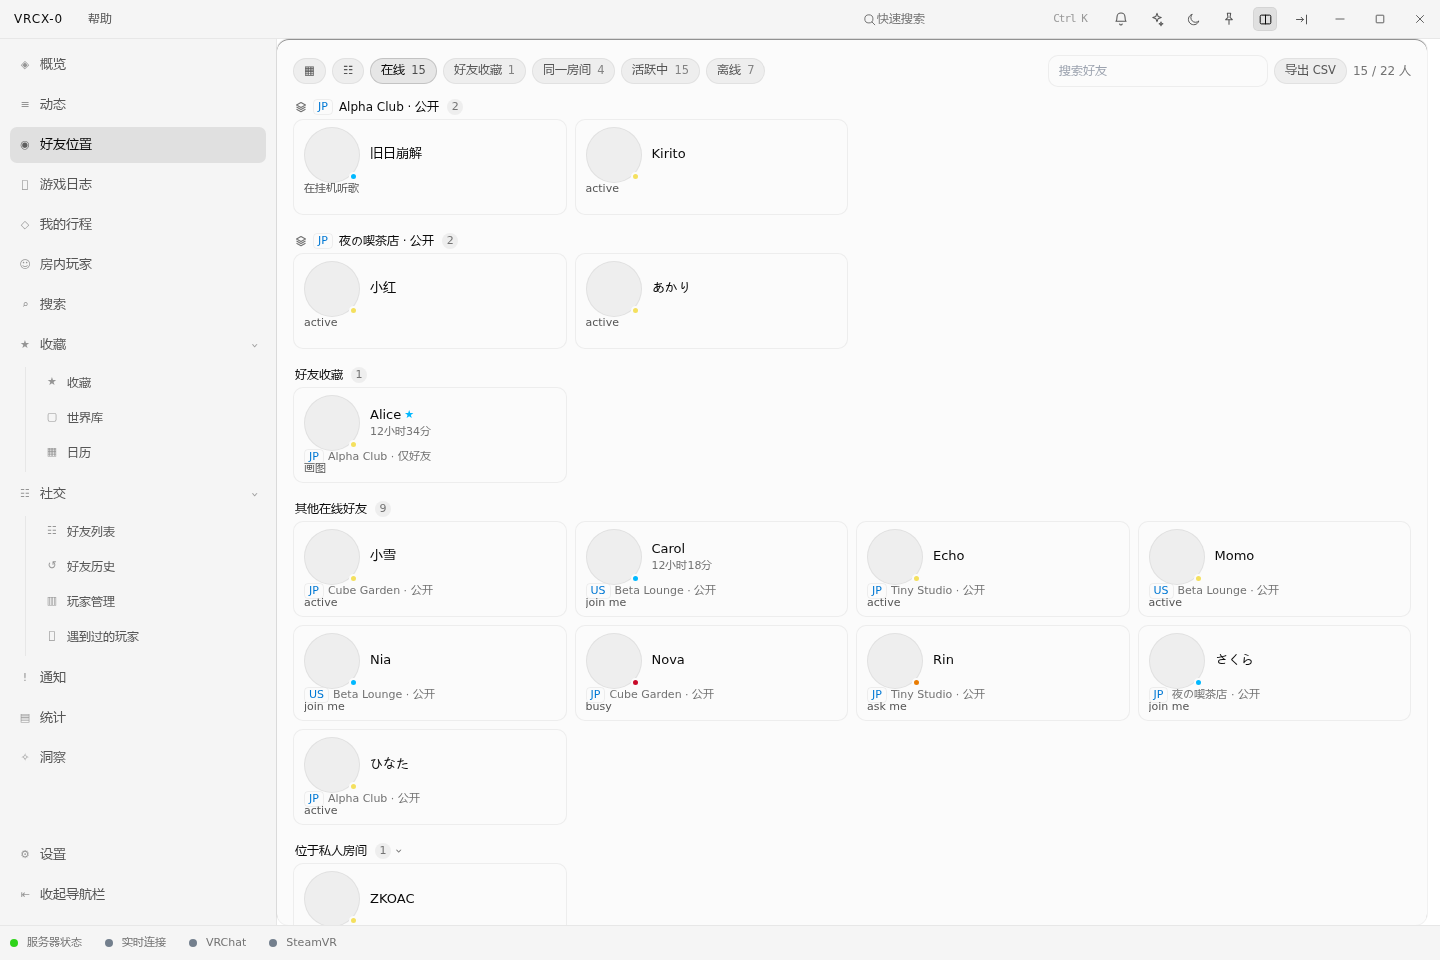 VRCX-0
帮助
快速搜索
Ctrl K
概览
动态
好友位置
游戏日志
我的行程
房内玩家
搜索
收藏
收藏
世界库
日历
社交
好友列表
好友历史
玩家管理
遇到过的玩家
通知
统计
洞察
设置
收起导航栏
在线 15
好友收藏 1
同一房间 4
活跃中 15
离线 7
搜索好友
导出 CSV
15 / 22 人
JP Alpha Club · 公开 2
旧日崩解
在挂机听歌
Kirito
active
JP 夜の喫茶店 · 公开 2
小红
active
あかり
active
好友收藏 1
Alice
12小时34分
JP Alpha Club · 仅好友
画图
其他在线好友 9
小雪
JP Cube Garden · 公开
active
Carol
12小时18分
US Beta Lounge · 公开
join me
Echo
JP Tiny Studio · 公开
active
Momo
US Beta Lounge · 公开
active
Nia
US Beta Lounge · 公开
join me
Nova
JP Cube Garden · 公开
busy
Rin
JP Tiny Studio · 公开
ask me
さくら
JP 夜の喫茶店 · 公开
join me
ひなた
JP Alpha Club · 公开
active
位于私人房间 1
ZKOAC
服务器状态
实时连接
VRChat
SteamVR